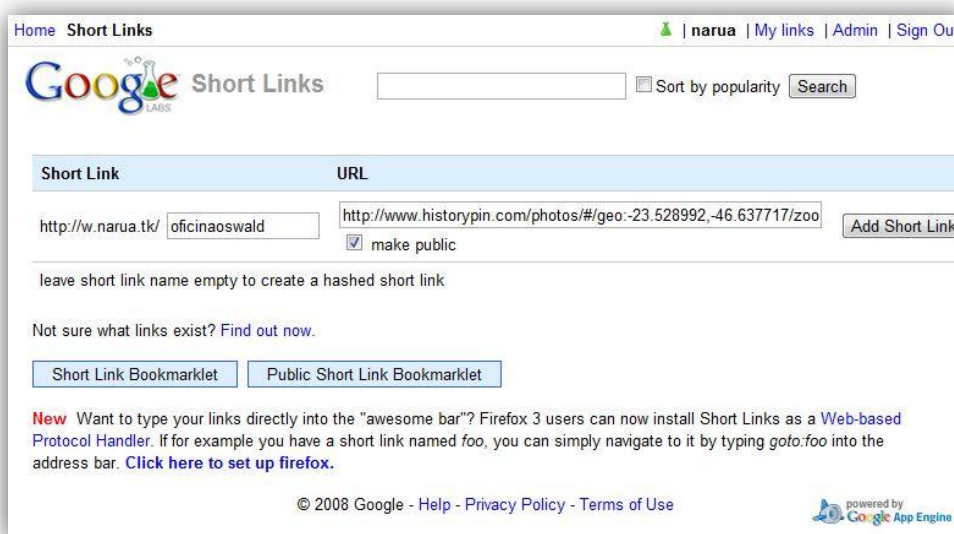 Home Short Links | narua | My links | Admin | Sign Ou
Google LABS Short Links Sort by popularity Search
Short Link URL
http://w.narua.tk/ oficinaoswald http://www.historypin.com/photos/#/geo:-23.528992,-46.637717/zoo Add Short Link
make public
leave short link name empty to create a hashed short link
Not sure what links exist? Find out now.
Short Link Bookmarklet Public Short Link Bookmarklet
New Want to type your links directly into the "awesome bar"? Firefox 3 users can now install Short Links as a Web-based
Protocol Handler. If for example you have a short link named foo, you can simply navigate to it by typing goto:foo into the
address bar. Click here to set up firefox.
© 2008 Google - Help - Privacy Policy - Terms of Use powered by
Google App Engine